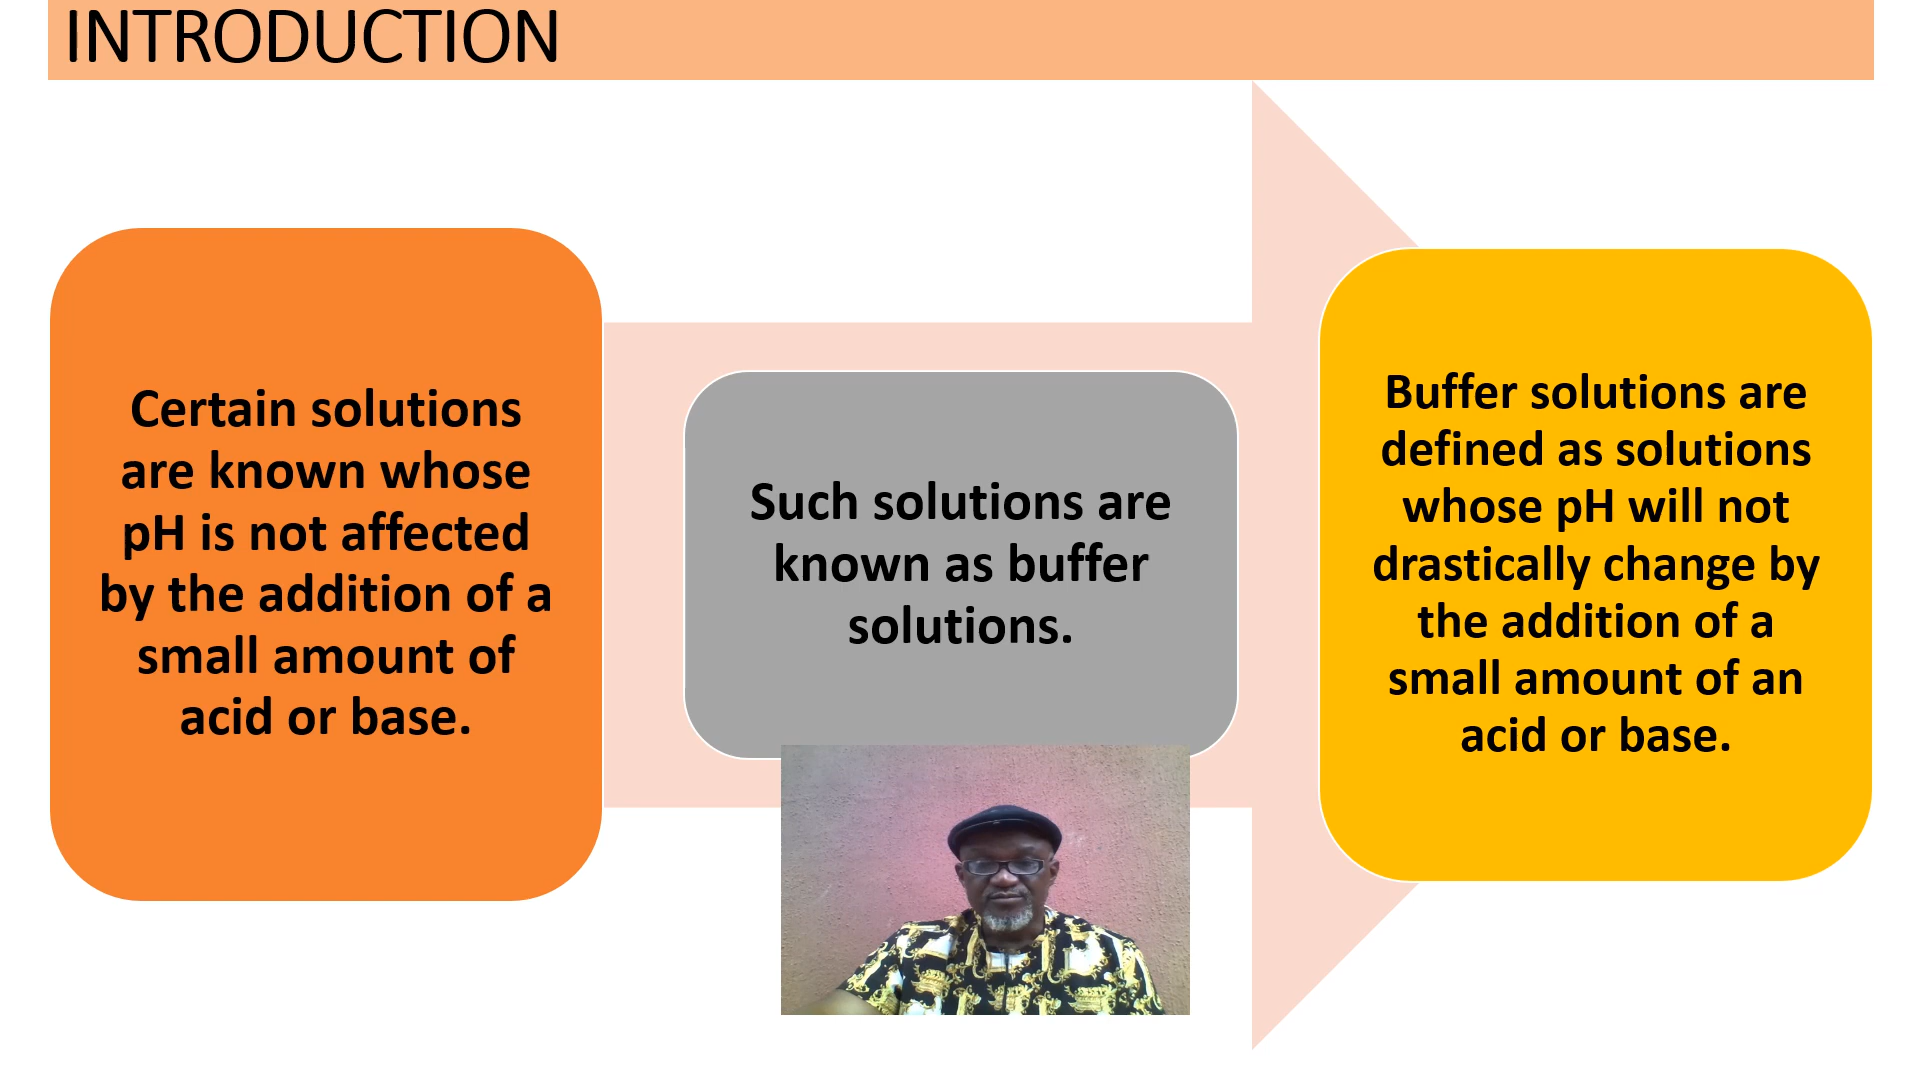 INTRODUCTION
Certain solutions
are known whose
pH is not affected
by the addition of a
small amount of
acid or base.
Such solutions are
known as buffer
solutions.
Buffer solutions are
defined as solutions
whose pH will not
drastically change by
the addition of a
small amount of an
acid or base.